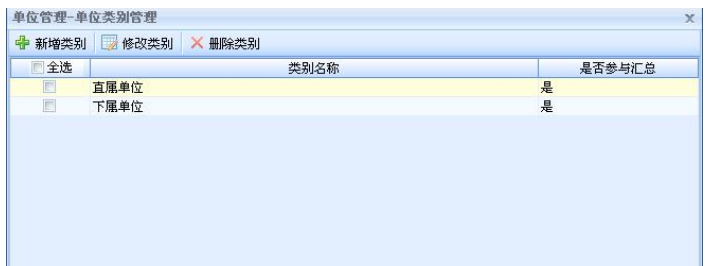 单位管理-单位类别管理
新增类别 修改类别 删除类别
全选 类别名称 是否参与汇总
直属单位 是
下属单位 是